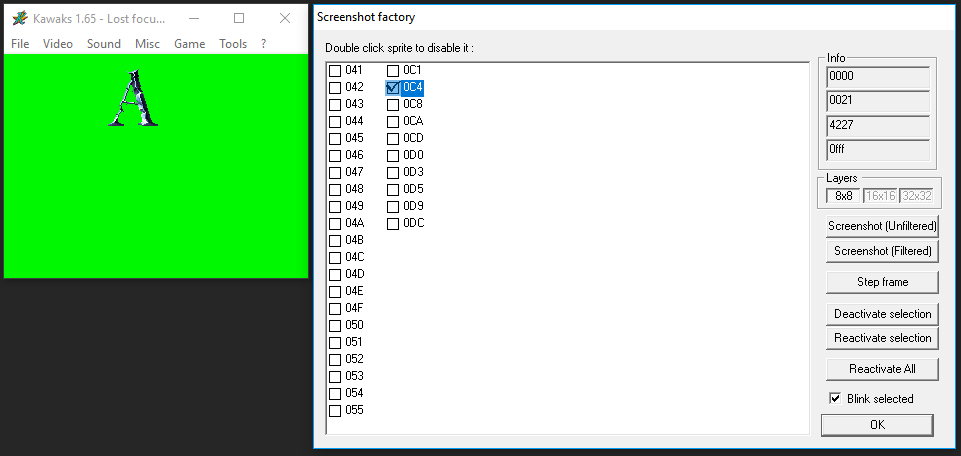 Kawaks 1.65 - Lost focu...
File Video Sound Misc Game Tools ?
A
Screenshot factory
Double click sprite to disable it :
041 0C1
042 0C4
043 0C8
044 0CA
045 0CD
046 0D0
047 0D3
048 0D5
049 0D9
04A 0DC
04B
04C
04D
04E
04F
050
051
052
053
054
055
Info
0000
0021
4227
0fff
Layers
8x8 16x16 32x32
Screenshot (Unfiltered)
Screenshot (Filtered)
Step frame
Deactivate selection
Reactivate selection
Reactivate All
Blink selected
OK